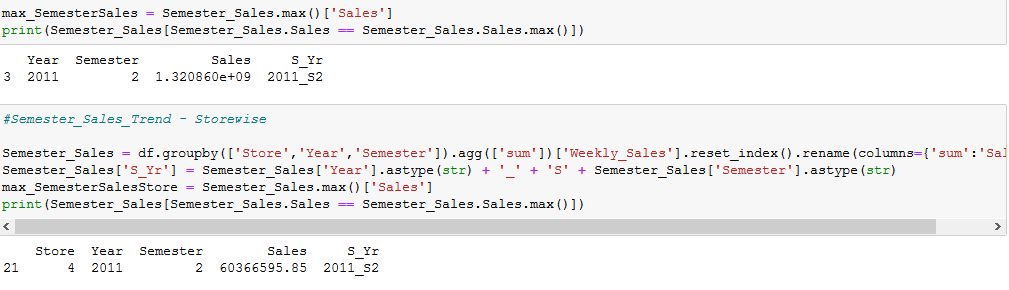 max_SemesterSales = Semester_Sales.max()['Sales']
print(Semester_Sales[Semester_Sales.Sales == Semester_Sales.Sales.max()])
Year Semester Sales S_Yr
3 2011 2 1.320860e+09 2011_S2
#Semester_Sales_Trend - Storewise
Semester_Sales = df.groupby(['Store','Year','Semester']).agg(['sum'])['Weekly_Sales'].reset_index().rename(columns={'sum':'Sal
Semester_Sales['S_Yr'] = Semester_Sales['Year'].astype(str) + '_' + 'S' + Semester_Sales['Semester'].astype(str)
max_SemesterSalesStore = Semester_Sales.max()['Sales']
print(Semester_Sales[Semester_Sales.Sales == Semester_Sales.Sales.max()])
Store Year Semester Sales S_Yr
21 4 2011 2 60366595.85 2011_S2